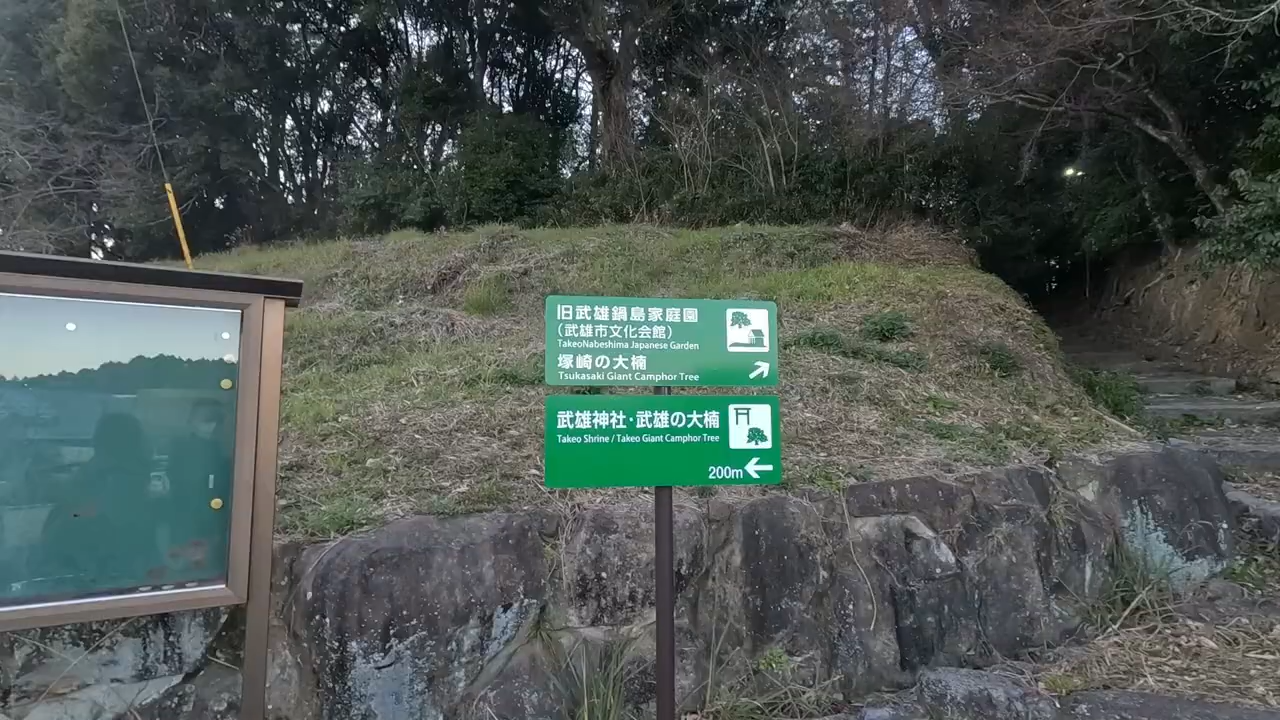 旧武雄鍋島家庭園
(武雄市文化会館)
TakeoNabeshima Japanese Garden
塚崎の大楠
Tsukasaki Giant Camphor Tree
武雄神社・武雄の大楠
Takeo Shrine / Takeo Giant Camphor Tree
200m